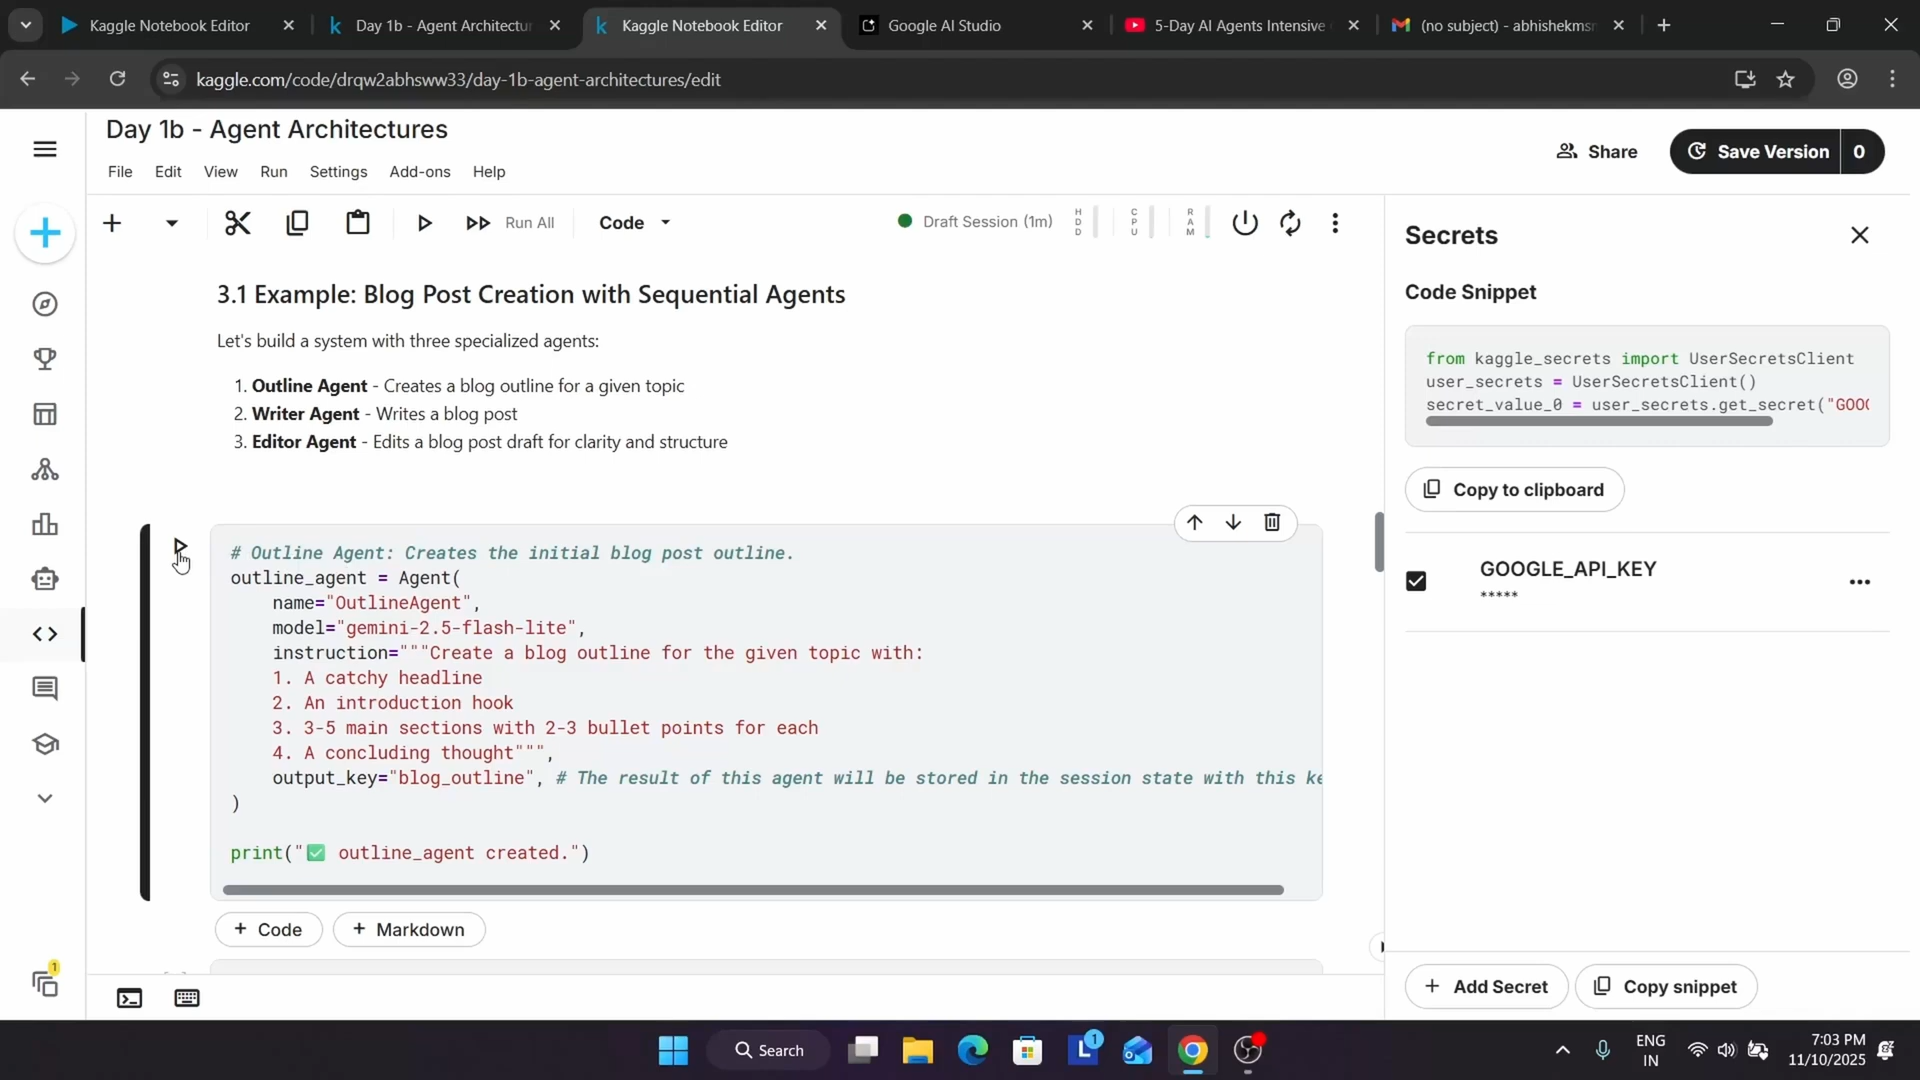 Kaggle Notebook Editor
Day 1b - Agent Architectur
Kaggle Notebook Editor
Google AI Studio
5-Day AI Agents Intensive
(no subject) - abhishekmsn
kaggle.com/code/drqw2abhsww33/day-1b-agent-architectures/edit
Day 1b - Agent Architectures
File Edit View Run Settings Add-ons Help
Share
Save Version 0
Run All
Code
Draft Session (1m)
HDD
CPU
RAM
3.1 Example: Blog Post Creation with Sequential Agents
Let's build a system with three specialized agents:
1. Outline Agent - Creates a blog outline for a given topic
2. Writer Agent - Writes a blog post
3. Editor Agent - Edits a blog post draft for clarity and structure
# Outline Agent: Creates the initial blog post outline.
outline_agent = Agent(
name="OutlineAgent",
model="gemini-2.5-flash-lite",
instruction="""Create a blog outline for the given topic with:
1. A catchy headline
2. An introduction hook
3. 3-5 main sections with 2-3 bullet points for each
4. A concluding thought""",
output_key="blog_outline", # The result of this agent will be stored in the session state with this ke
)
print("✅ outline_agent created.")
+ Code + Markdown
Secrets
Code Snippet
from kaggle_secrets import UserSecretsClient
user_secrets = UserSecretsClient()
secret_value_0 = user_secrets.get_secret("GOO
Copy to clipboard
GOOGLE_API_KEY
*****
+ Add Secret
Copy snippet
1
Search
1
ENG
IN
7:03 PM
11/10/2025